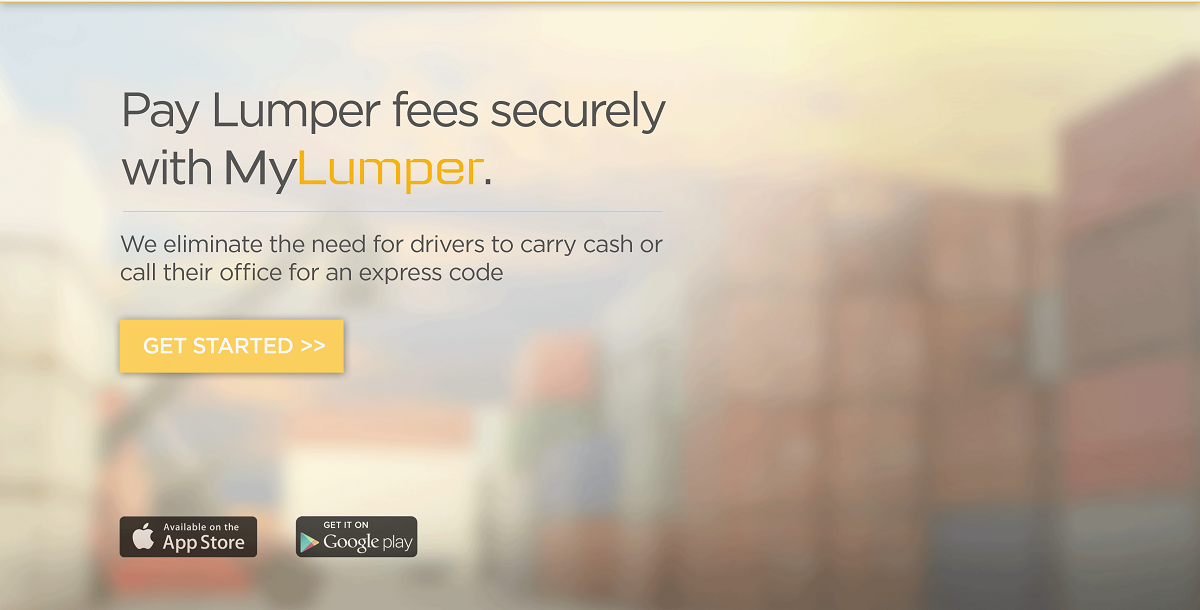 Pay Lumper fees securely
with MyLumper.
We eliminate the need for drivers to carry cash or
call their office for an express code
GET STARTED >>
Available on the
App Store
GET IT ON
Google play